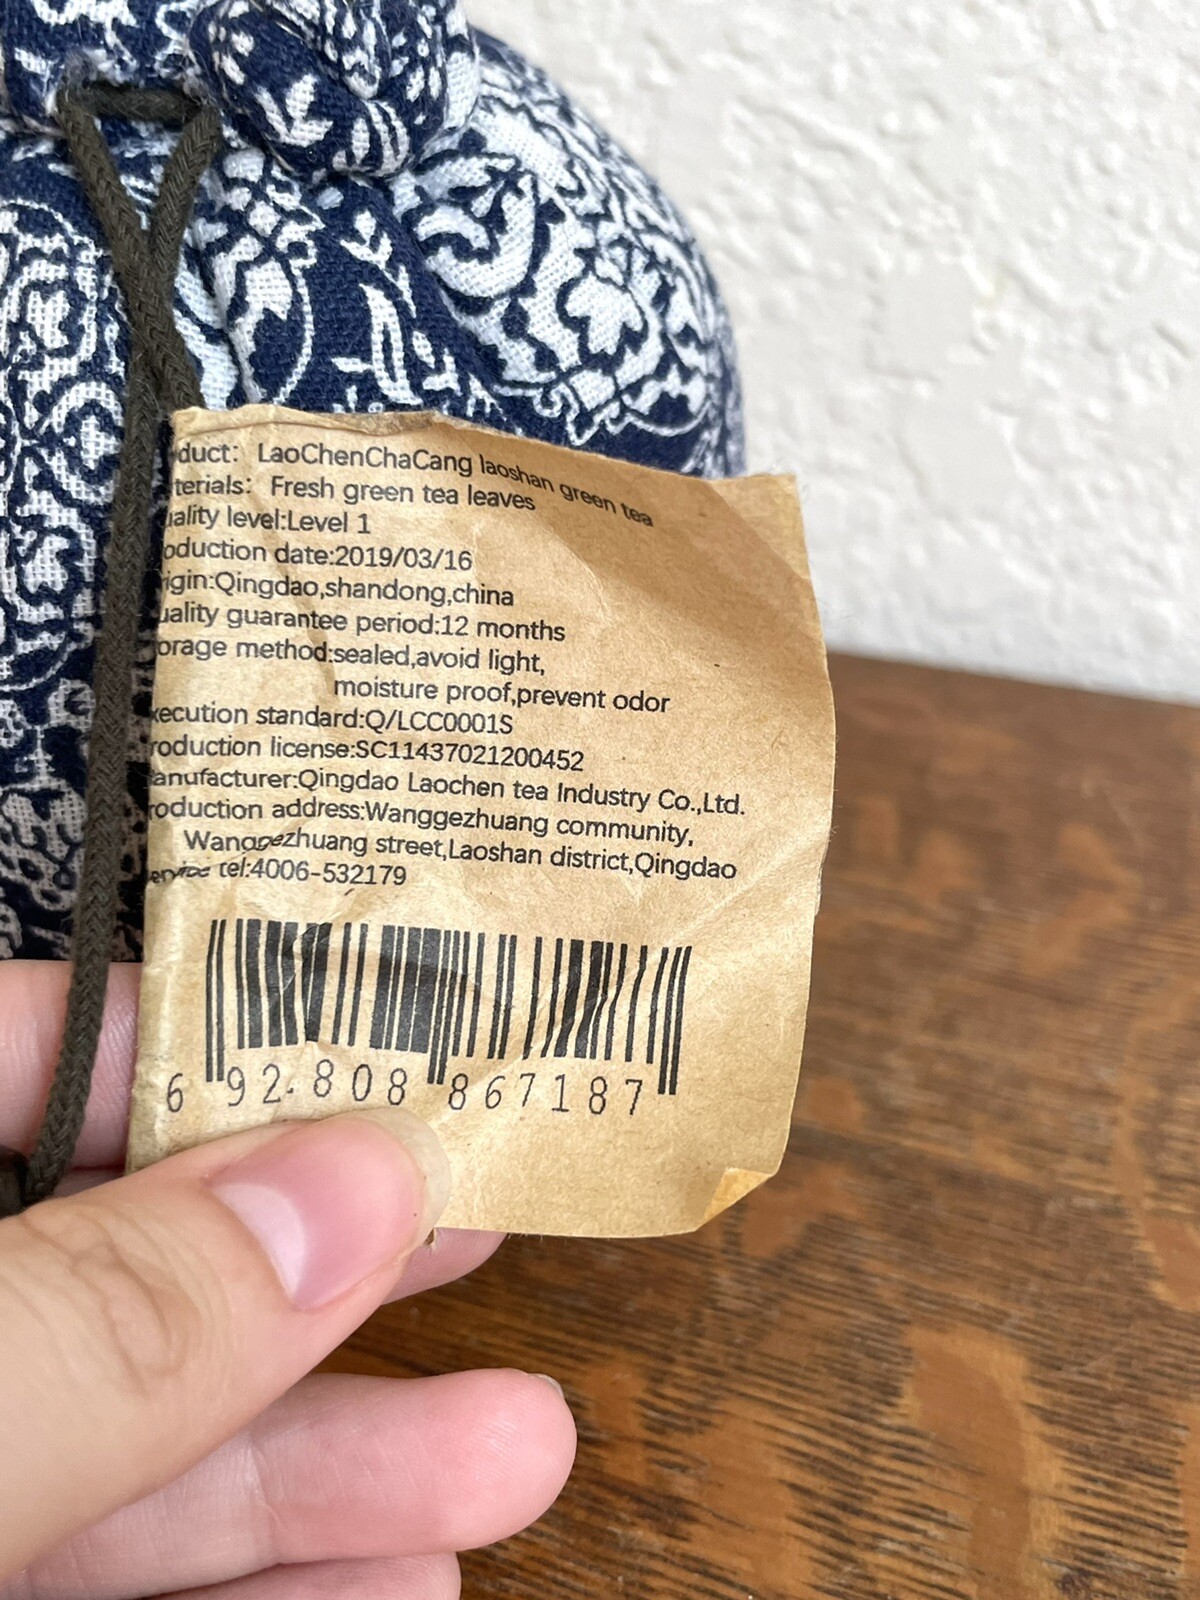 duct: LaoChenChaCang laoshan green tea
terials: Fresh green tea leaves
uality level:Level 1
oduction date:2019/03/16
igin:Qingdao,shandong,china
uality guarantee period:12 months
orage method:sealed,avoid light,
moisture proof,prevent odor
xecution standard:Q/LCC0001S
roduction license:SC11437021200452
anufacturer:Qingdao Laochen tea Industry Co.,Ltd.
roduction address:Wanggezhuang community,
Wanggezhuang street,Laoshan district,Qingdao
ervice tel:4006-532179
6 92.808 867187